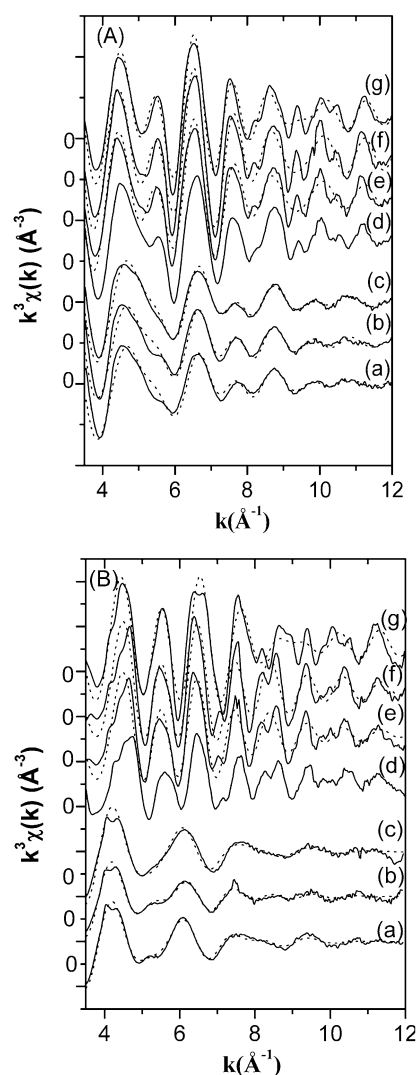 (A)
(g)
0
(f)
0
(e)
0
(d)
0
(c)
0
(b)
0
(a)
0
k³χ(k) (Å⁻³)
4 6 8 10 12
k(Å⁻¹)
(B)
(g)
0
(f)
0
(e)
0
(d)
0
(c)
0
(b)
0
(a)
0
k³χ(k) (Å⁻³)
4 6 8 10 12
k(Å⁻¹)